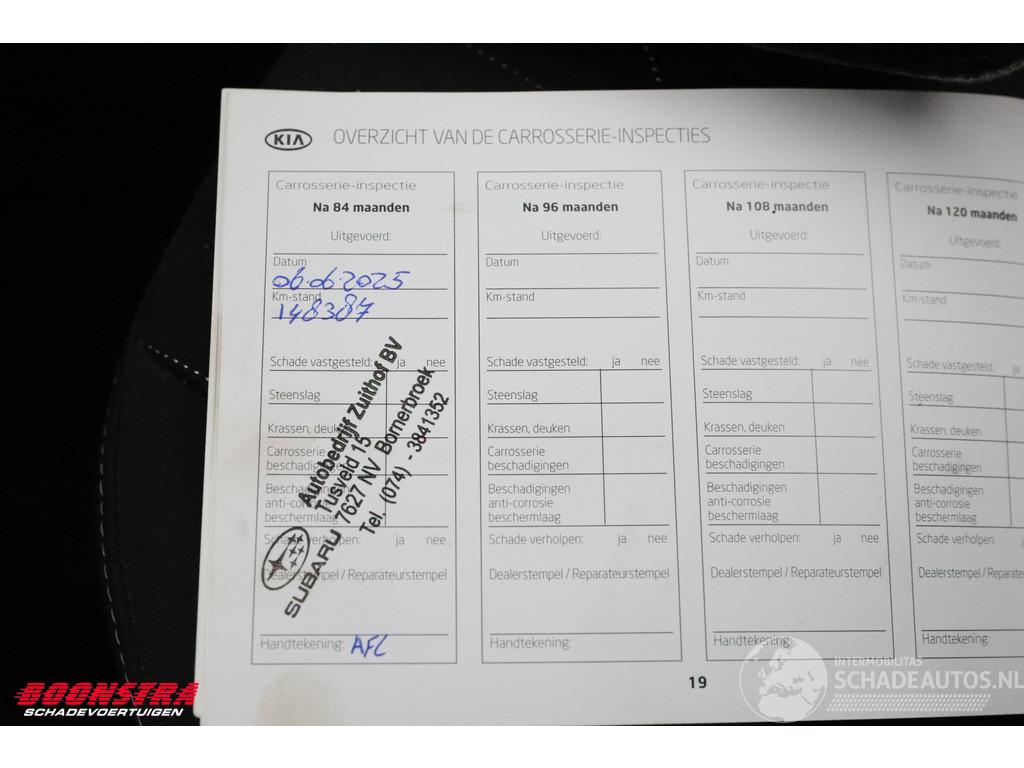 KIA OVERZICHT VAN DE CARROSSERIE-INSPECTIES
Carrosserie-inspectie
Na 84 maanden
Uitgevoerd:
Datum
06.06.2025
Km-stand
148387
Schade vastgesteld: ja nee
Steenslag
Krassen, deuken
Carrosserie
beschadigingen
Beschadigingen
anti-corrosie
beschermlaag
Schade verholpen: ja nee
Dealerstempel / Reparateurstempel
Handtekening: AFL
Autobedrijf Zuithof BV
Tusveld 15
7627 NV Bornerbroek
Tel. (074) - 3841352
SUBARU
Carrosserie-inspectie
Na 96 maanden
Uitgevoerd:
Datum
Km-stand
Schade vastgesteld: ja nee
Steenslag
Krassen, deuken
Carrosserie
beschadigingen
Beschadigingen
anti-corrosie
beschermlaag
Schade verholpen: ja nee
Dealerstempel / Reparateurstempel
Handtekening:
Carrosserie-inspectie
Na 108 maanden
Uitgevoerd:
Datum
Km-stand
Schade vastgesteld: ja nee
Steenslag
Krassen, deuken
Carrosserie
beschadigingen
Beschadigingen
anti-corrosie
beschermlaag
Schade verholpen: ja nee
Dealerstempel / Reparateurstempel
Handtekening:
Carrosserie-inspectie
Na 120 maanden
Uitgevoerd:
Datum
Km-stand
Schade vastgesteld: ja
Steenslag
Krassen, deuken
Carrosserie
beschadigingen
Beschadigingen
anti-corrosie
beschermlaag
Schade verholpen:
Dealerstempel / Reparate
Handtekening:
19
BOONSTRA
SCHADEVOERTUIGEN
INTERMOBILITAS
SCHADEAUTOS.NL